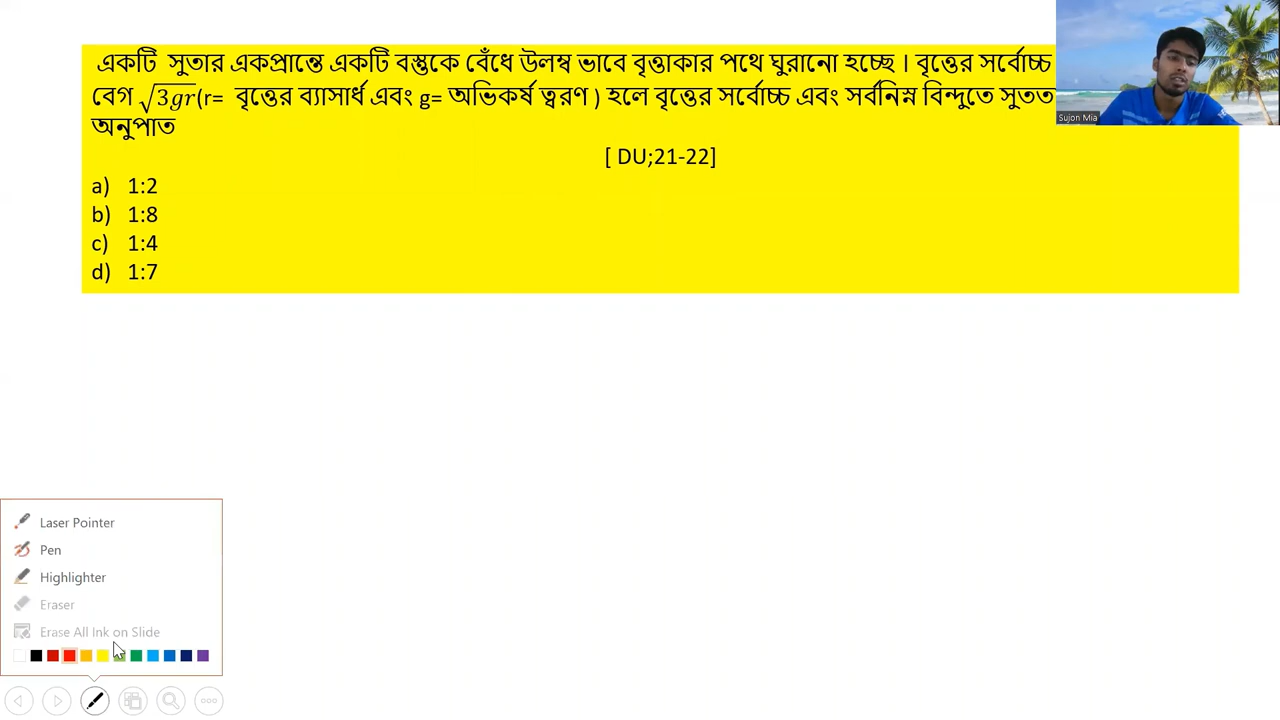 একটি সুতার একপ্রান্তে একটি বস্তুকে বেঁধে উলম্ব ভাবে বৃত্তাকার পথে ঘুরানো হচ্ছে । বৃত্তের সর্বোচ্চ
বেগ √3gr(r= বৃত্তের ব্যাসার্ধ এবং g= অভিকর্ষ ত্বরণ ) হলে বৃত্তের সর্বোচ্চ এবং সর্বনিম্ন বিন্দুতে
অনুপাত
[ DU;21-22]
a) 1:2
b) 1:8
c) 1:4
d) 1:7
Sujon Mia
Laser Pointer
Pen
Highlighter
Eraser
Erase All Ink on Slide